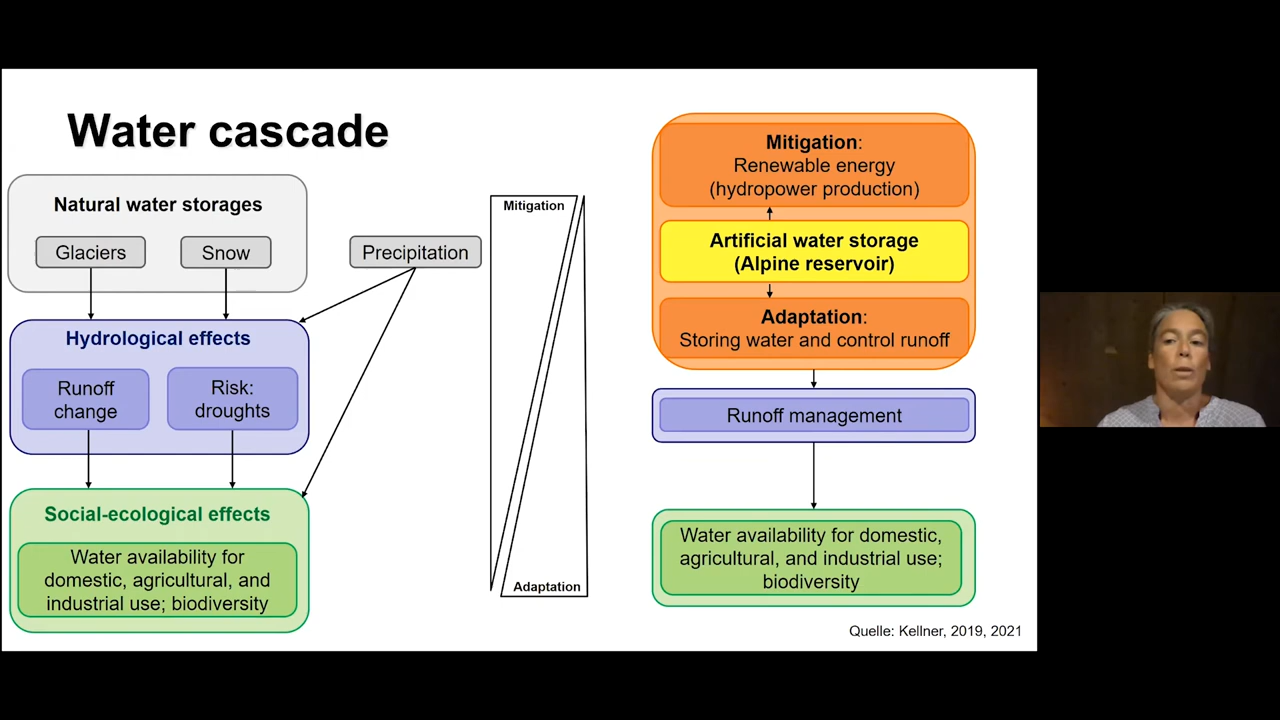 Water cascade
Natural water storages
Glaciers
Snow
Precipitation
Hydrological effects
Runoff
change
Risk:
droughts
Social-ecological effects
Water availability for
domestic, agricultural, and
industrial use; biodiversity
Mitigation
Adaptation
Mitigation:
Renewable energy
(hydropower production)
Artificial water storage
(Alpine reservoir)
Adaptation:
Storing water and control runoff
Runoff management
Water availability for domestic,
agricultural, and industrial use;
biodiversity
Quelle: Kellner, 2019, 2021